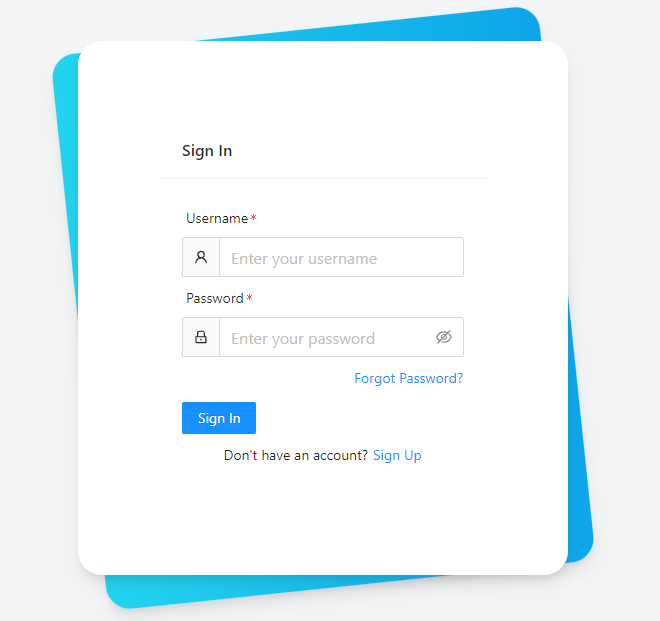 Sign In
Username*
Enter your username
Password*
Enter your password
Forgot Password?
Sign In
Don't have an account? Sign Up